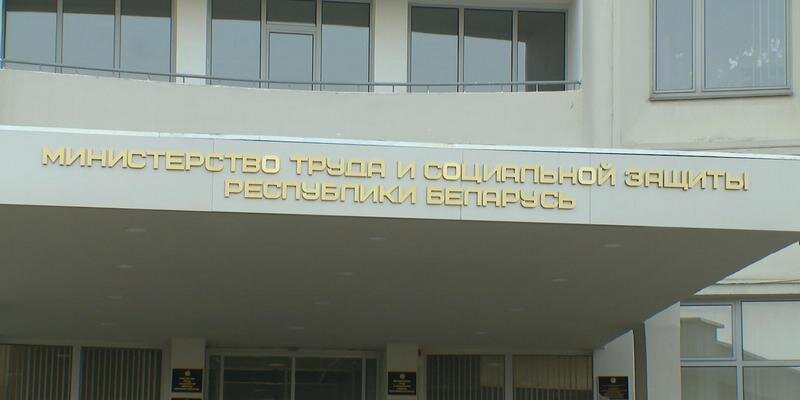 МИНИСТЕРСТВО ТРУДА И СОЦИАЛЬНОЙ ЗАЩИТЫ
РЕСПУБЛИКИ БЕЛАРУСЬ